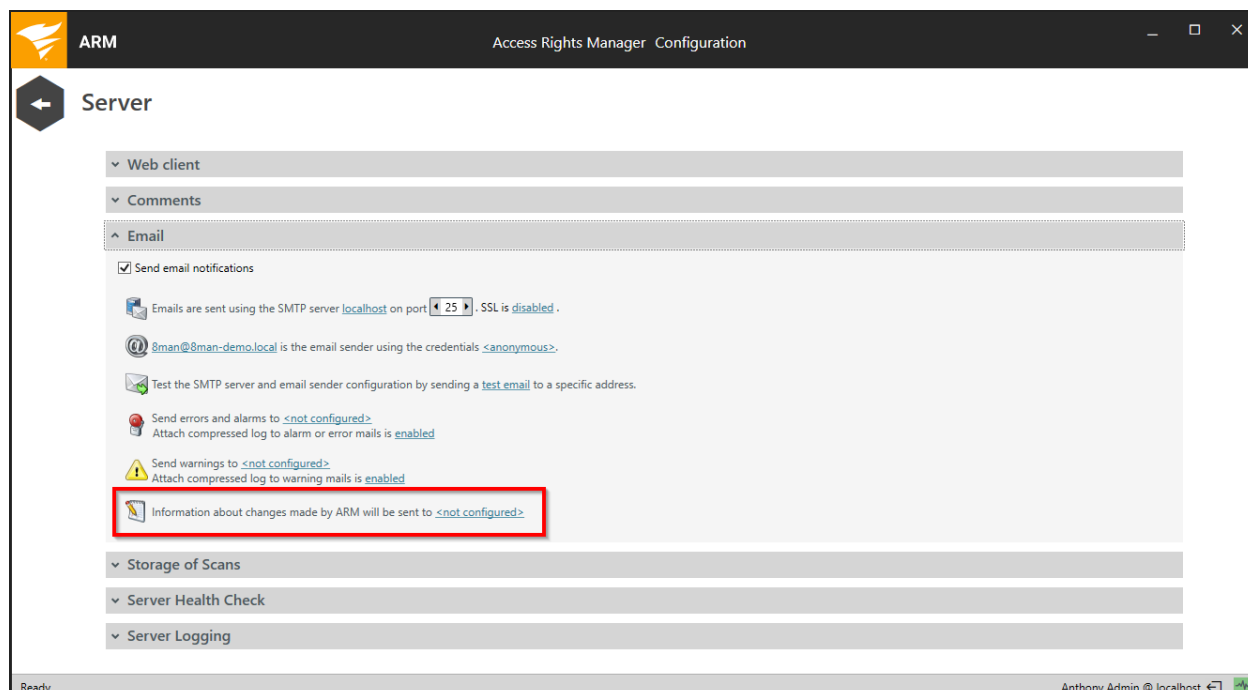 ARM
Access Rights Manager Configuration
Server
Web client
Comments
Email
Send email notifications
Emails are sent using the SMTP server localhost on port 25 . SSL is disabled .
8man@8man-demo.local is the email sender using the credentials <anonymous>.
Test the SMTP server and email sender configuration by sending a test email to a specific address.
Send errors and alarms to <not configured>
Attach compressed log to alarm or error mails is enabled
Send warnings to <not configured>
Attach compressed log to warning mails is enabled
Information about changes made by ARM will be sent to <not configured>
Storage of Scans
Server Health Check
Server Logging
Ready
Anthony Admin @ localhost